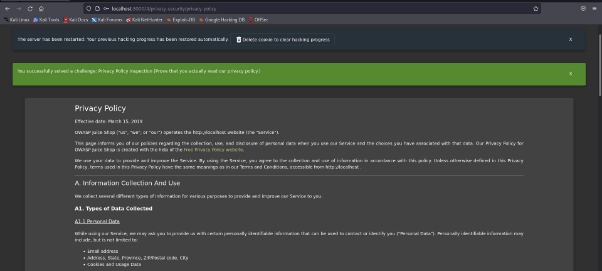 localhost:3000/#/privacy-security/privacy-policy
Kali Linux Kali Tools Kali Docs Kali Forums Kali NetHunter Exploit-DB Google Hacking DB OffSec
The server has been restarted: Your previous hacking progress has been restored automatically. Delete cookie to clear hacking progress X
You successfully solved a challenge: Privacy Policy Inspection (Prove that you actually read our privacy policy.) X
Privacy Policy
Effective date: March 15, 2019
OWASP Juice Shop ("us", "we", or "our") operates the http://localhost website (the "Service").
This page informs you of our policies regarding the collection, use, and disclosure of personal data when you use our Service and the choices you have associated with that data. Our Privacy Policy for
OWASP Juice Shop is created with the help of the Free Privacy Policy website.
We use your data to provide and improve the Service. By using the Service, you agree to the collection and use of information in accordance with this policy. Unless otherwise defined in this Privacy
Policy, terms used in this Privacy Policy have the same meanings as in our Terms and Conditions, accessible from http://localhost.
A. Information Collection And Use
We collect several different types of information for various purposes to provide and improve our Service to you.
A1. Types of Data Collected
A1.1 Personal Data
While using our Service, we may ask you to provide us with certain personally identifiable information that can be used to contact or identify you ("Personal Data"). Personally identifiable information may
include, but is not limited to:
• Email address
• Address, State, Province, ZIP/Postal code, City
• Cookies and Usage Data